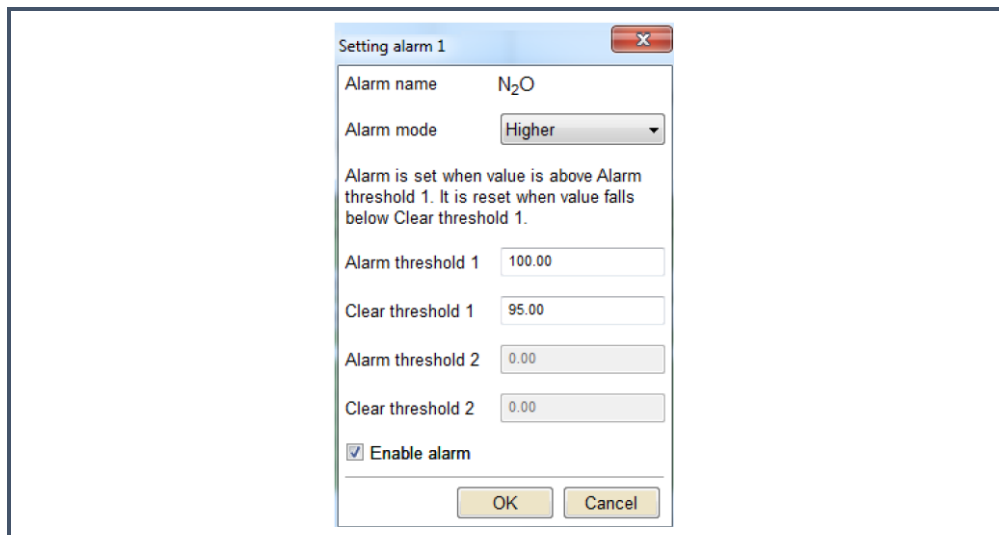 Setting alarm 1
Alarm name N₂O
Alarm mode Higher
Alarm is set when value is above Alarm
threshold 1. It is reset when value falls
below Clear threshold 1.
Alarm threshold 1 100.00
Clear threshold 1 95.00
Alarm threshold 2 0.00
Clear threshold 2 0.00
Enable alarm
OK Cancel